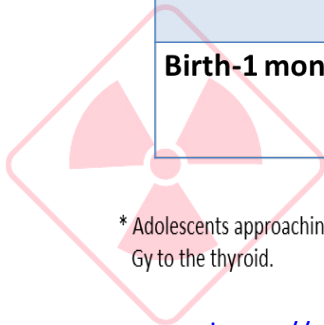 Birth-1 mon
* Adolescents approachin
Gy to the thyroid.